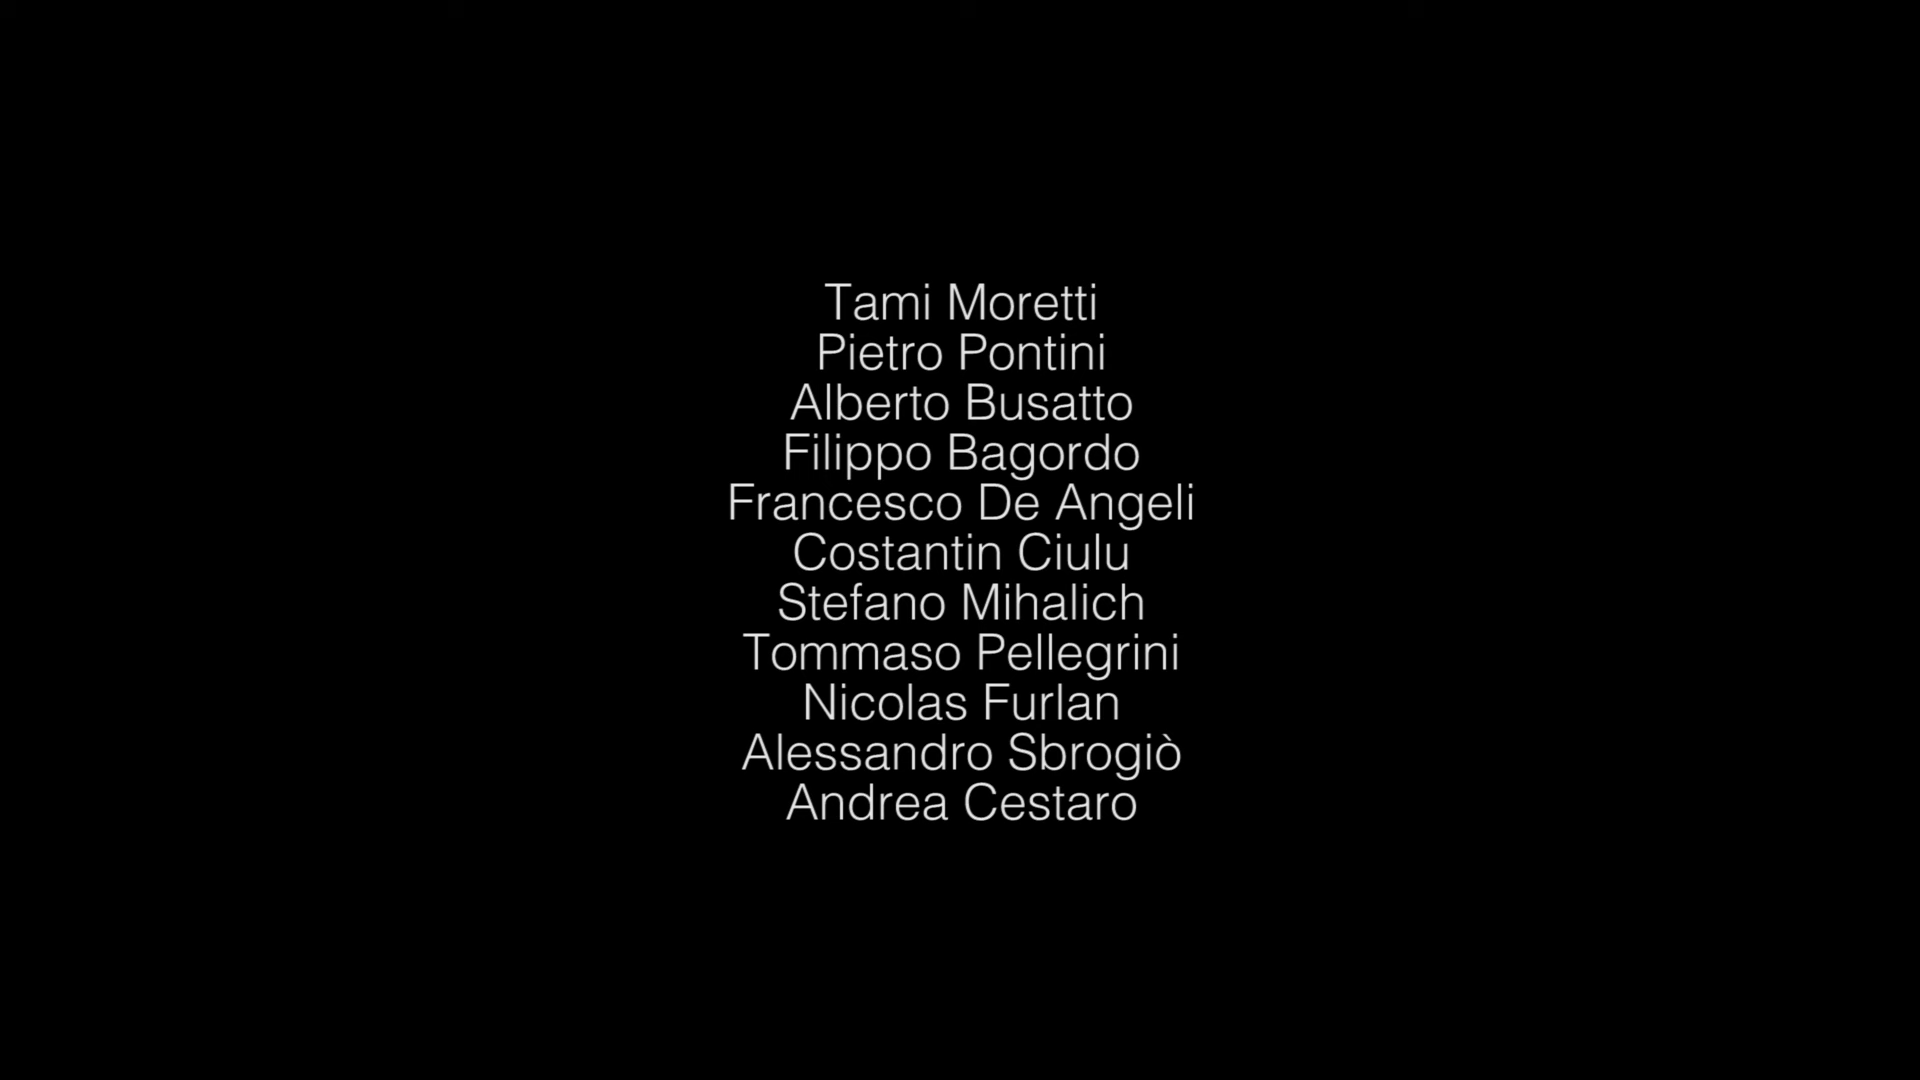 Tami Moretti
Pietro Pontini
Alberto Busatto
Filippo Bagordo
Francesco De Angeli
Costantin Ciulu
Stefano Mihalich
Tommaso Pellegrini
Nicolas Furlan
Alessandro Sbrogiò
Andrea Cestaro